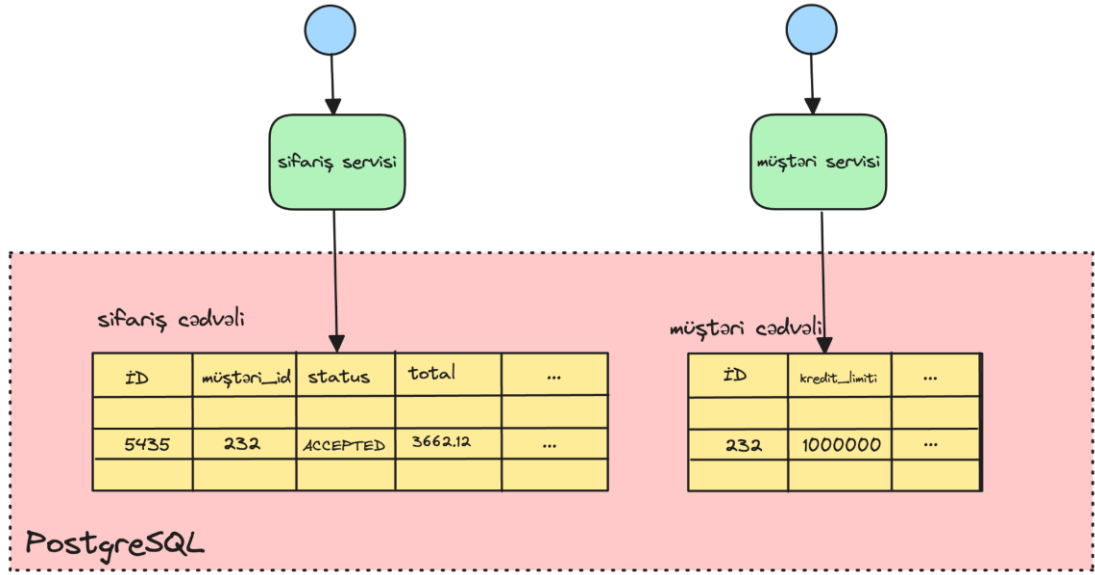 sifariş servisi
müştəri servisi
sifariş cədvəli
İD müştəri_id status total ...
5435 232 ACCEPTED 3662.12 ...
müştəri cədvəli
İD kredit_limiti ...
232 1000000 ...
PostgreSQL